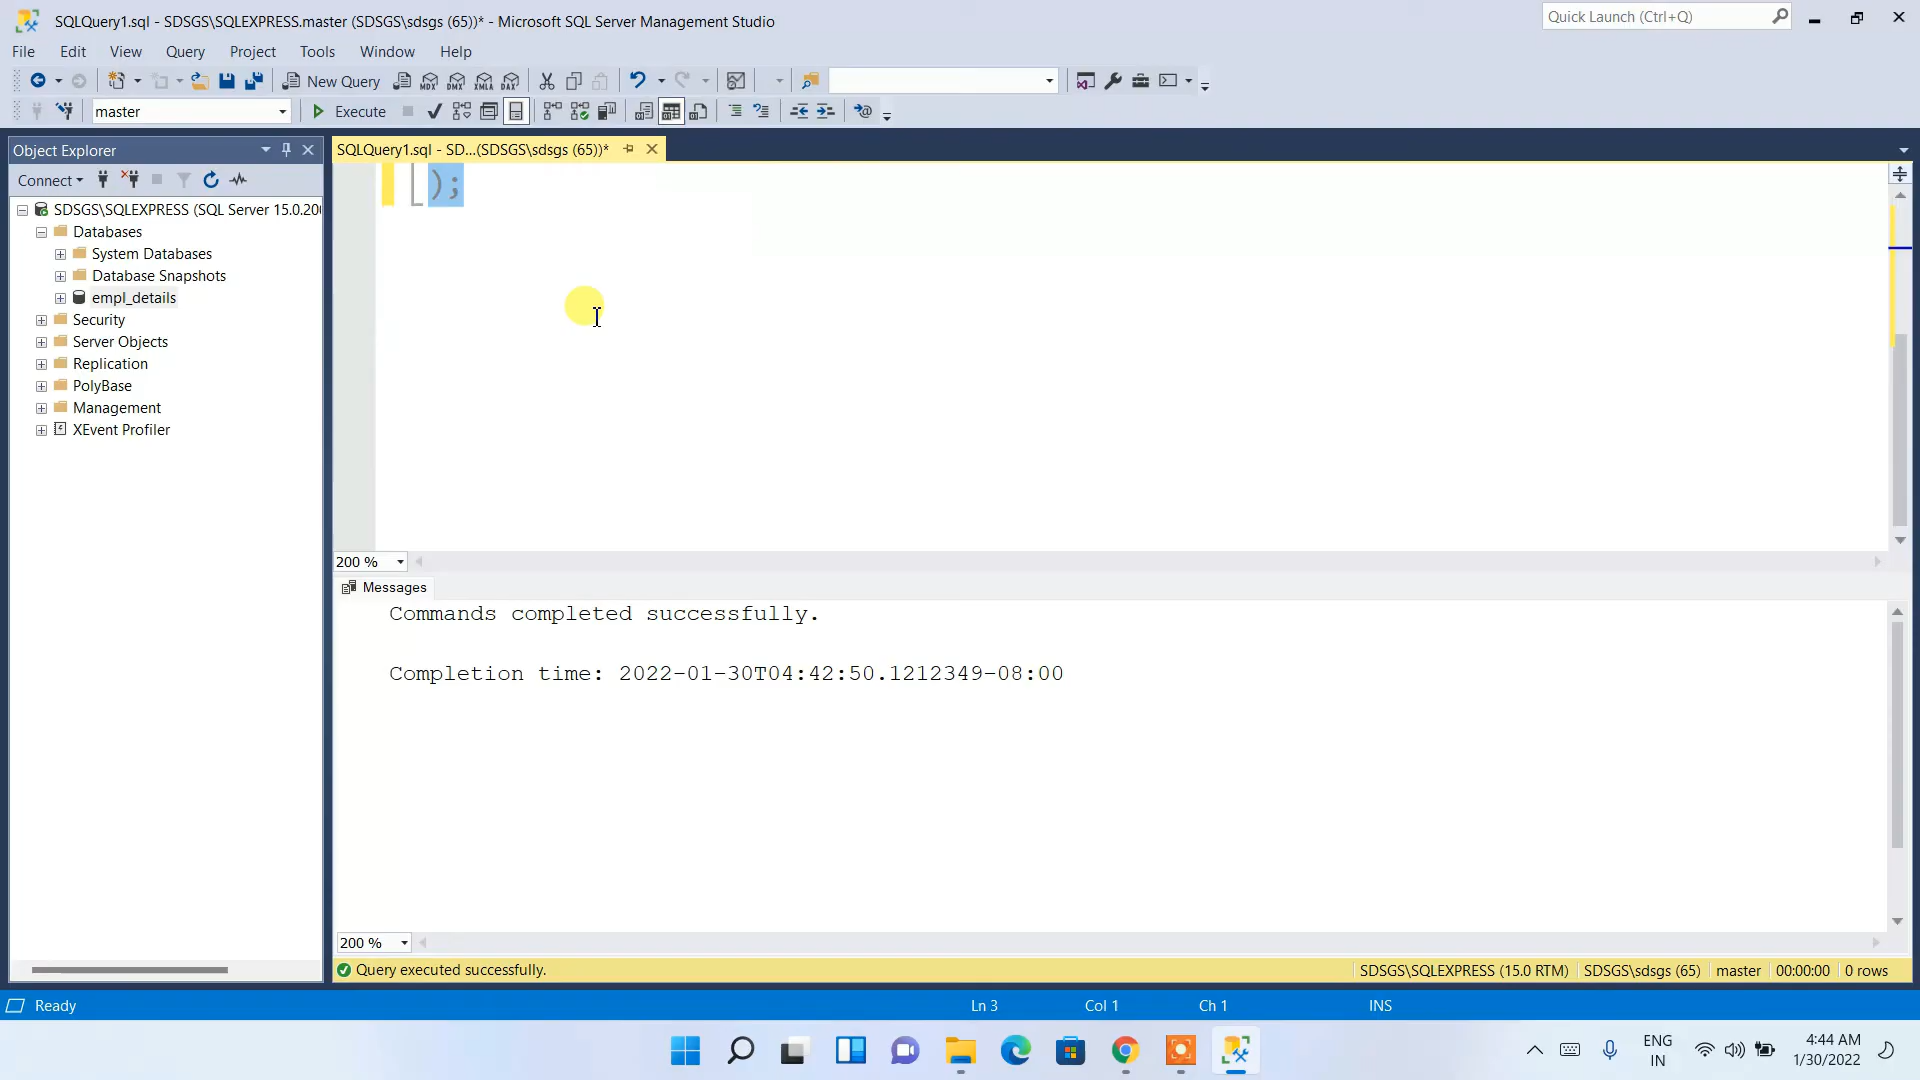 SQLQuery1.sql - SDSGS\SQLEXPRESS.master (SDSGS\sdsgs (65))* - Microsoft SQL Server Management Studio
Quick Launch (Ctrl+Q)
File Edit View Query Project Tools Window Help
New Query MDX DMX XMLA DAX
master Execute
Object Explorer
SQLQuery1.sql - SD...(SDSGS\sdsgs (65))*
Connect
);
SDSGS\SQLEXPRESS (SQL Server 15.0.200
Databases
System Databases
Database Snapshots
empl_details
Security
Server Objects
Replication
PolyBase
Management
XEvent Profiler
200 %
Messages
Commands completed successfully.
Completion time: 2022-01-30T04:42:50.1212349-08:00
200 %
Query executed successfully.
SDSGS\SQLEXPRESS (15.0 RTM) SDSGS\sdsgs (65) master 00:00:00 0 rows
Ready Ln 3 Col 1 Ch 1 INS
ENG
IN
4:44 AM
1/30/2022